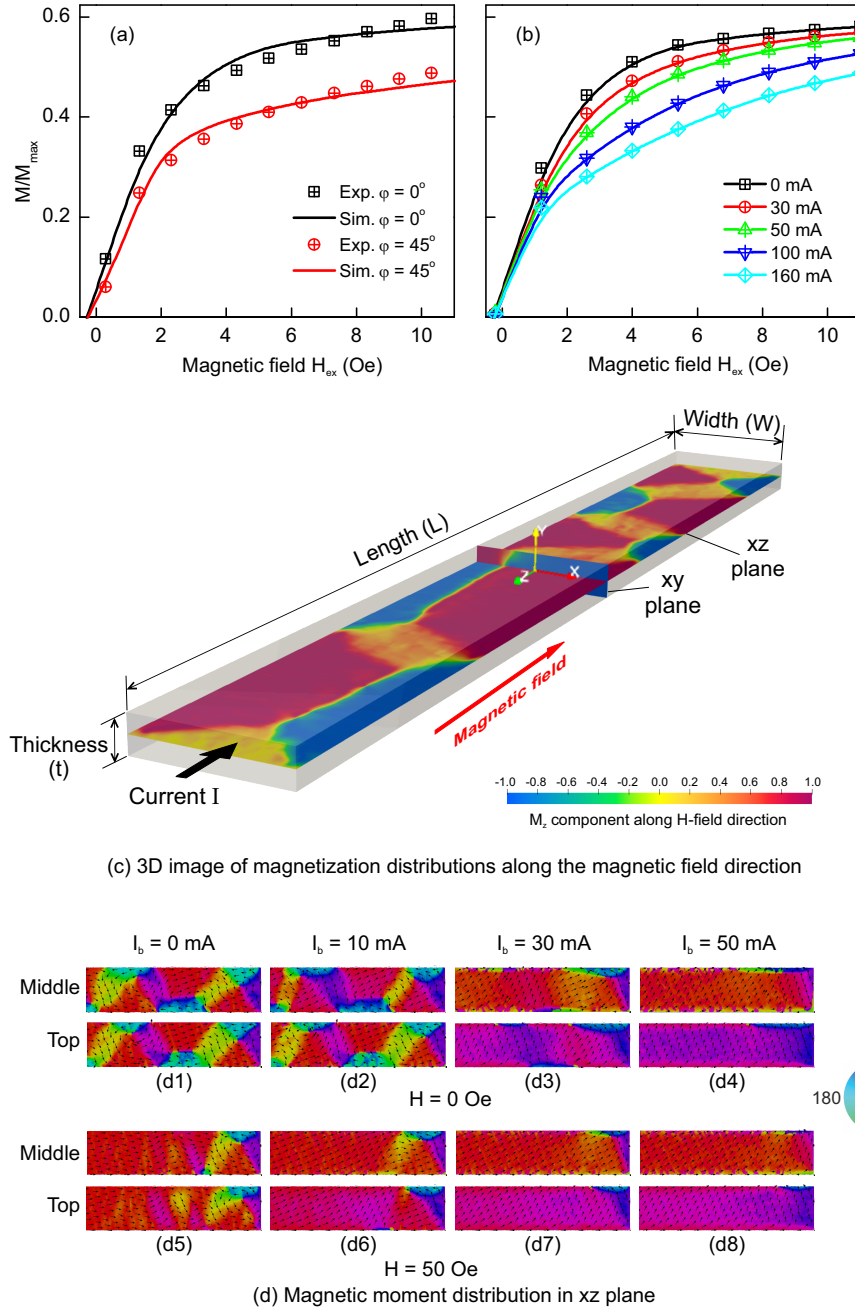 (a)
(b)
M/M_max
0.6
0.4
0.2
0.0
Exp. φ = 0°
Sim. φ = 0°
Exp. φ = 45°
Sim. φ = 45°
0 mA
30 mA
50 mA
100 mA
160 mA
0 2 4 6 8 10
0 2 4 6 8 10
Magnetic field H_ex (Oe)
Magnetic field H_ex (Oe)
Width (W)
Length (L)
Y
Z
X
xz
plane
xy
plane
Magnetic field
Thickness
(t)
Current I
-1.0 -0.8 -0.6 -0.4 -0.2 0.0 0.2 0.4 0.6 0.8 1.0
M_z component along H-field direction
(c) 3D image of magnetization distributions along the magnetic field direction
I_b = 0 mA
I_b = 10 mA
I_b = 30 mA
I_b = 50 mA
Middle
Top
(d1)
(d2)
(d3)
(d4)
H = 0 Oe
180
Middle
Top
(d5)
(d6)
(d7)
(d8)
H = 50 Oe
(d) Magnetic moment distribution in xz plane